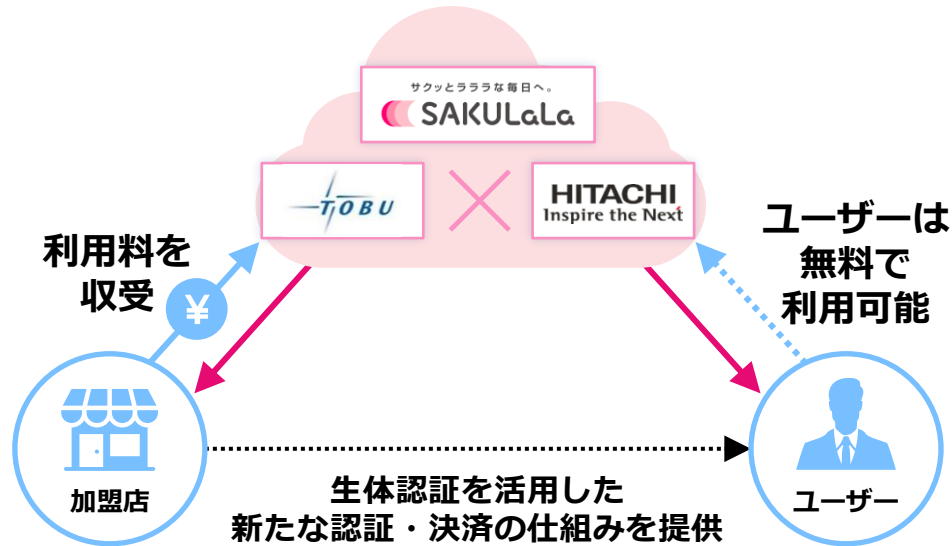 サクッとラララな毎日へ。
SAKULaLa
TOBU
HITACHI
Inspire the Next
利用料を
収受
¥
ユーザーは
無料で
利用可能
加盟店
ユーザー
生体認証を活用した
新たな認証・決済の仕組みを提供